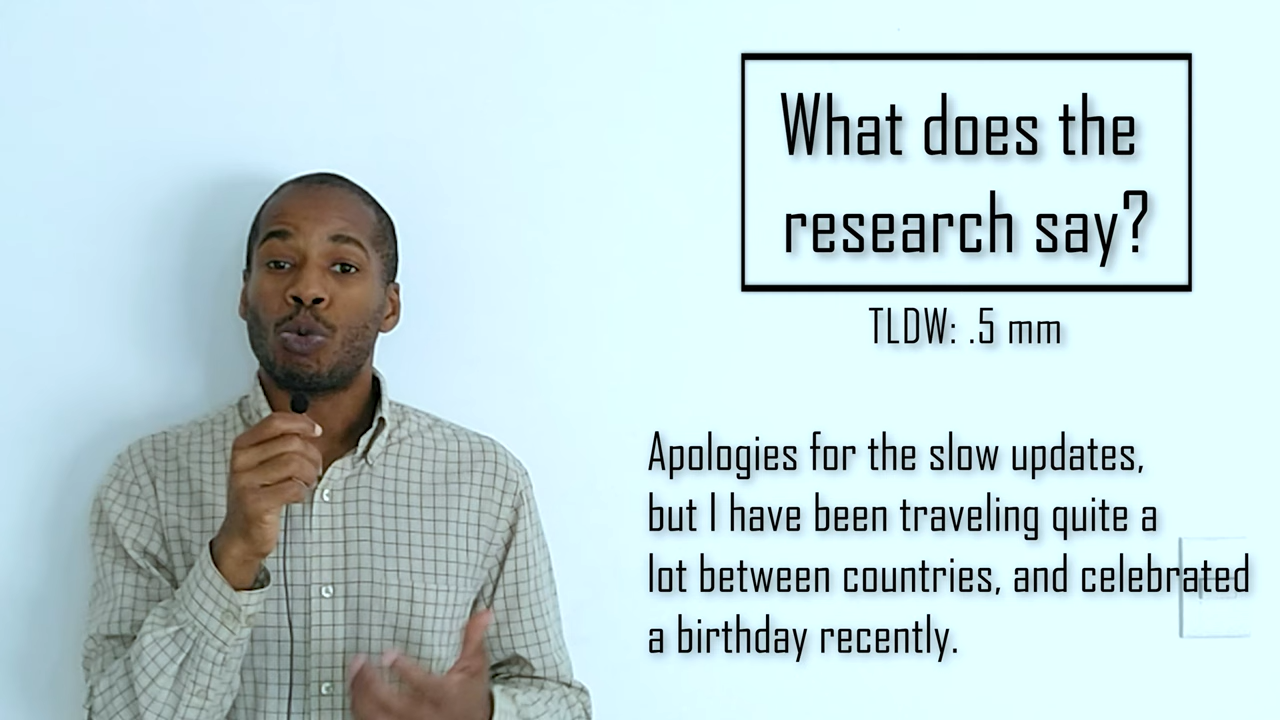 What does the
research say?
TLDW: .5 mm
Apologies for the slow updates,
but I have been traveling quite a
lot between countries, and celebrated
a birthday recently.